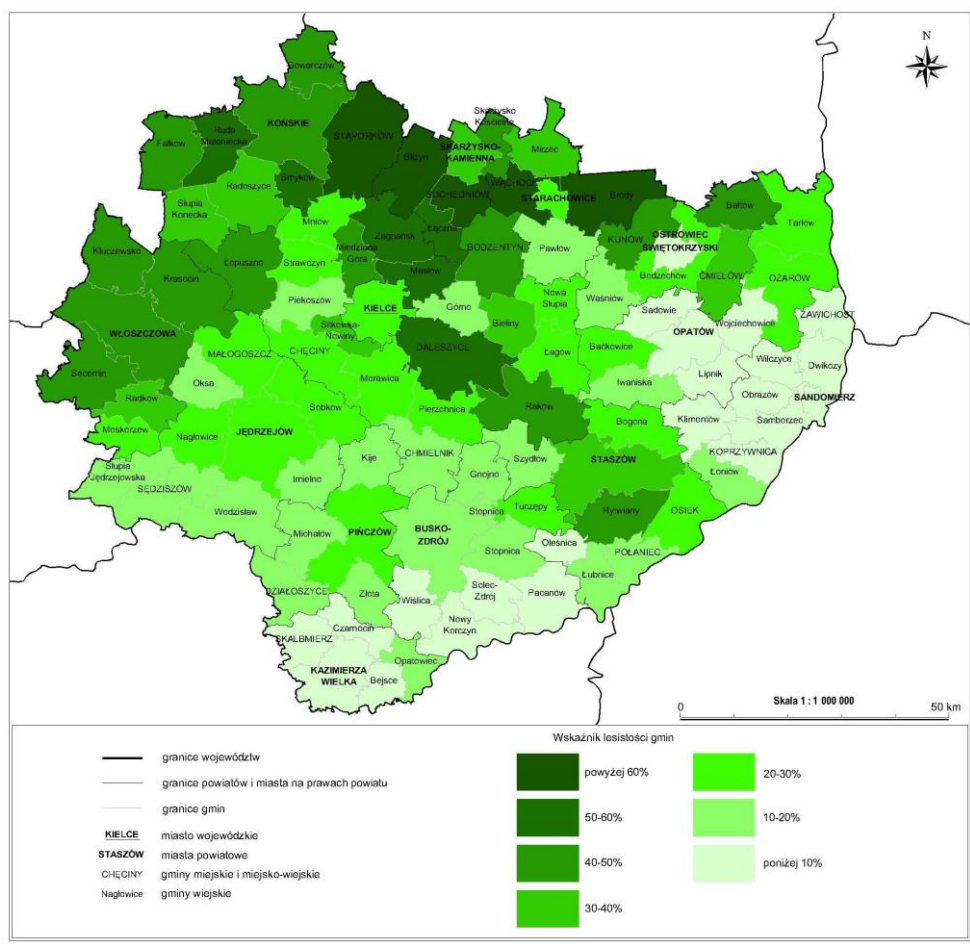 N
Gowarczów
Skarżysko
Kościelne
Ruda
Maleniecka
KOŃSKIE
STĄPORKÓW
Fałków
SKARŻYSKO-
KAMIENNA
Mirzec
Bliżyn
Smyków
Radoszyce
WĄCHOCK
SUCHEDNIÓW
STARACHOWICE
Brody
Bałtów
Tarłów
Słupia
Konecka
Mniów
Łączna
Zagnańsk
OSTROWIEC
ŚWIĘTOKRZYSKI
KUNÓW
Kluczewsko
Łopuszno
Miedziana
Góra
BODZENTYN
Pawłów
Strawczyn
Masłów
Bodzechów
ĆMIELÓW
OŻARÓW
Krasocin
Nowa
Słupia
Waśniów
Piekoszów
KIELCE
Górno
Sadowie
Wojciechowice
ZAWICHOST
WŁOSZCZOWA
Sitkówka-
Nowiny
Bieliny
OPATÓW
MAŁOGOSZCZ
CHĘCINY
DALESZYCE
Łagów
Baćkowice
Wilczyce
Dwikczy
Secemin
Oksa
Morawica
Iwaniska
Lipnik
Obrazów
SANDOMIERZ
Radków
Sobków
Pierzchnica
Raków
Klimontów
Samborzec
Moskorzew
Nagłowice
JĘDRZEJÓW
Bogoria
KOPRZYWNICA
Kije
CHMIELNIK
Szydłów
STASZÓW
Łoniów
Słupia
Jędrzejowska
SĘDZISZÓW
Imielno
Gnojno
Wodzisław
Stopnica
Tuczępy
Rytwiany
OSIEK
Michałów
PIŃCZÓW
BUSKO-
ZDRÓJ
Oleśnica
Stopnica
POŁANIEC
Łubnice
DZIAŁOSZYCE
Złota
Wiślica
Solec-
Zdrój
Pacanów
Nowy
Korczyn
Czarnocin
SKALBMIERZ
Opatowiec
KAZIMIERZA
WIELKA
Bejsce
Skala 1 : 1 000 000
0
50 km
Wskaźnik lesistości gmin
granice województw
granice powiatów i miasta na prawach powiatu
granice gmin
KIELCE miasto wojewódzkie
STASZÓW miasta powiatowe
CHĘCINY gminy miejskie i miejsko-wiejskie
Nagłowice gminy wiejskie
powyżej 60%
50-60%
40-50%
30-40%
20-30%
10-20%
poniżej 10%